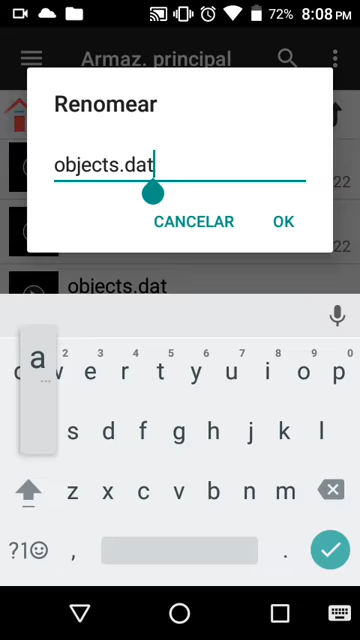 72% 8:08 PM
Armaz. principal
Renomear
objects.dat
22
CANCELAR OK
22
objects.dat
a
...
2 3 4 5 6 7 8 9 0
w e r t y u i o p
s d f g h j k l
z x c v b n m
?1 , .